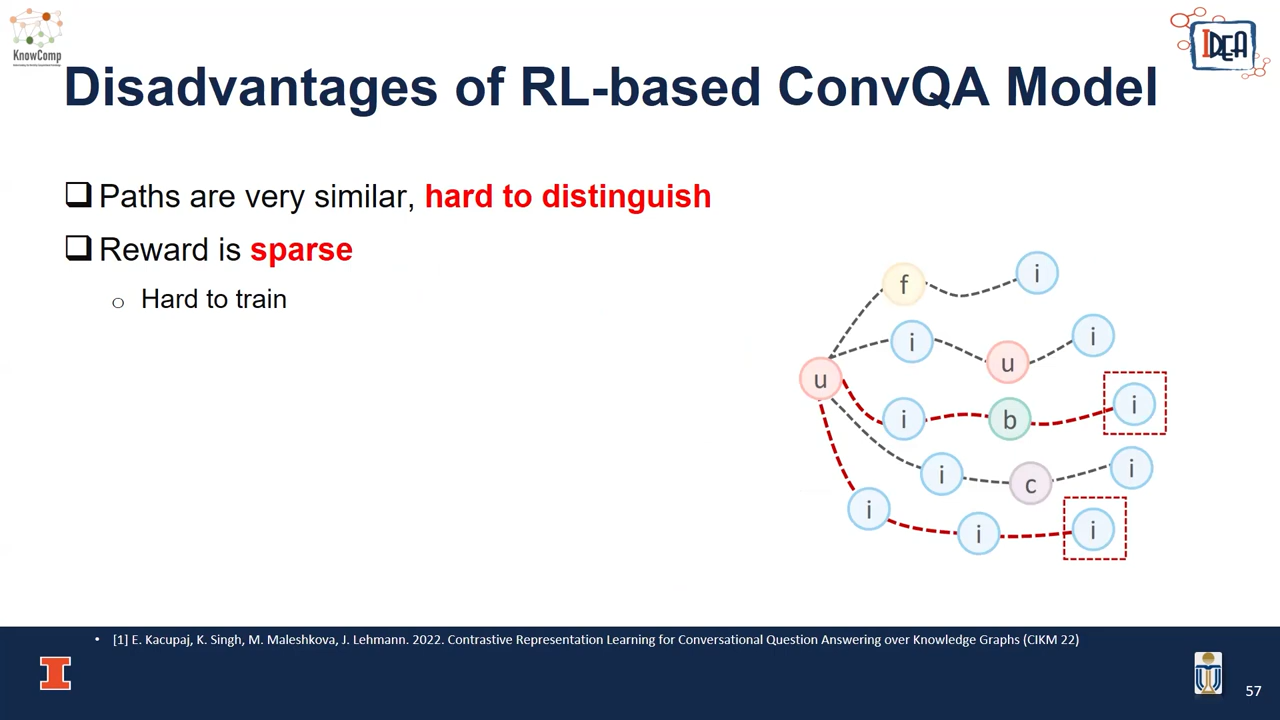 KnowComp
IDEA
Disadvantages of RL-based ConvQA Model
Paths are very similar, hard to distinguish
Reward is sparse
Hard to train
f
i
i
u
i
u
i
b
i
i
c
i
i
i
i
[1] E. Kacupaj, K. Singh, M. Maleshkova, J. Lehmann. 2022. Contrastive Representation Learning for Conversational Question Answering over Knowledge Graphs (CIKM 22)
I
57